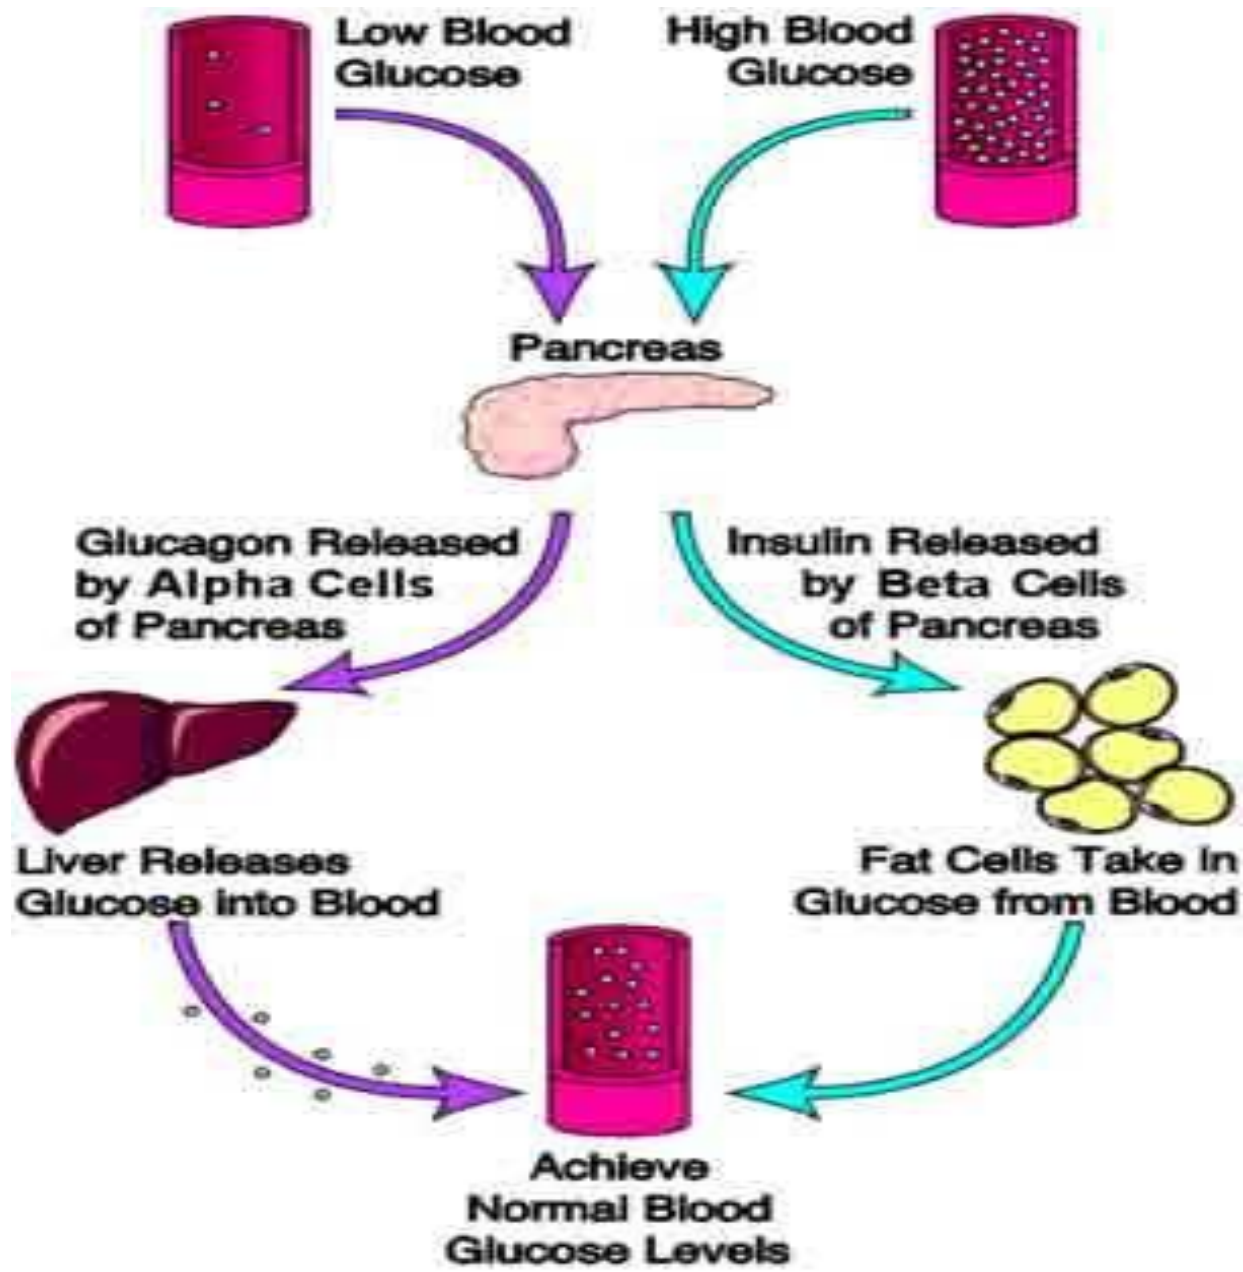 Low Blood
Glucose
High Blood
Glucose
Pancreas
Glucagon Released
by Alpha Cells
of Pancreas
Insulin Released
by Beta Cells
of Pancreas
Liver Releases
Glucose into Blood
Fat Cells Take In
Glucose from Blood
Achieve
Normal Blood
Glucose Levels